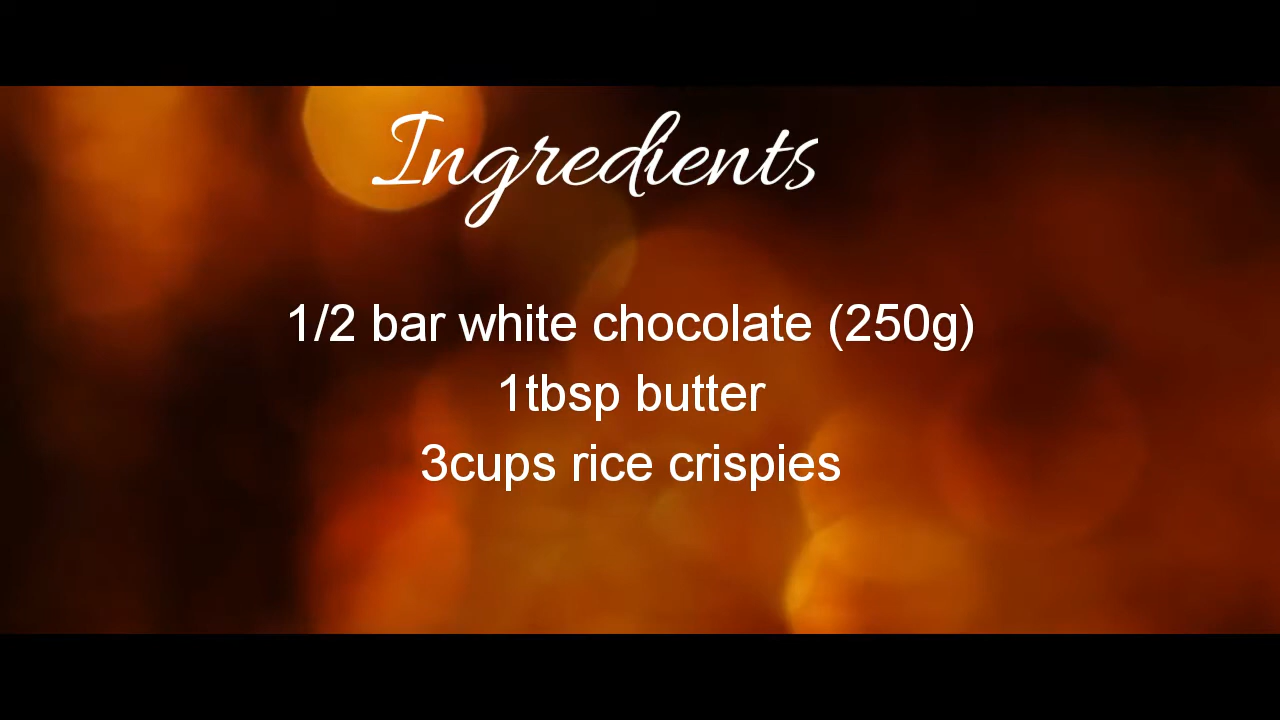 Ingredients
1/2 bar white chocolate (250g)
1tbsp butter
3cups rice crispies